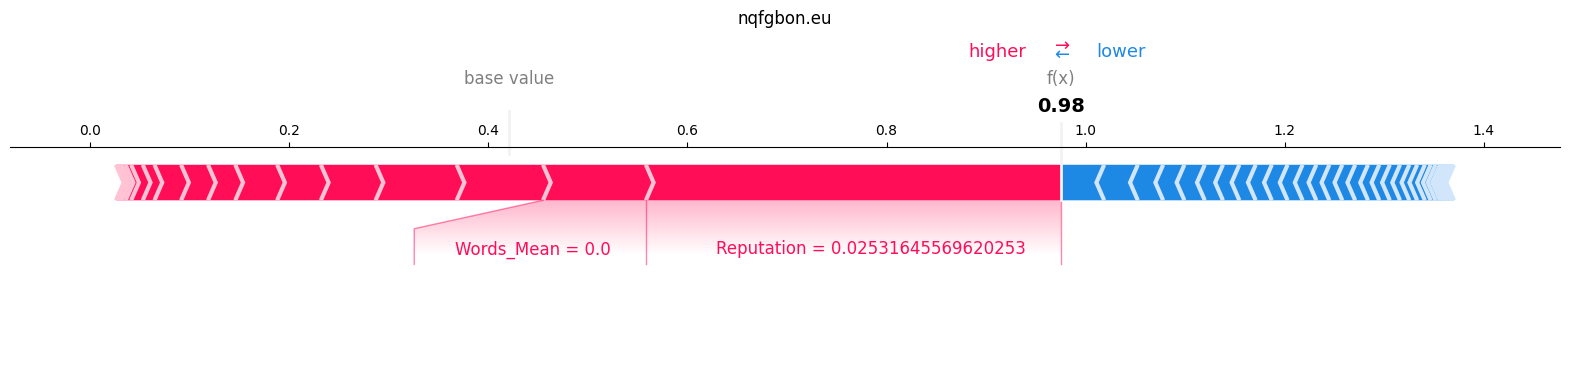 nqfgbon.eu
higher → ← lower
base value f(x)
0.98
0.0 0.2 0.4 0.6 0.8 1.0 1.2 1.4
Words_Mean = 0.0 Reputation = 0.02531645569620253